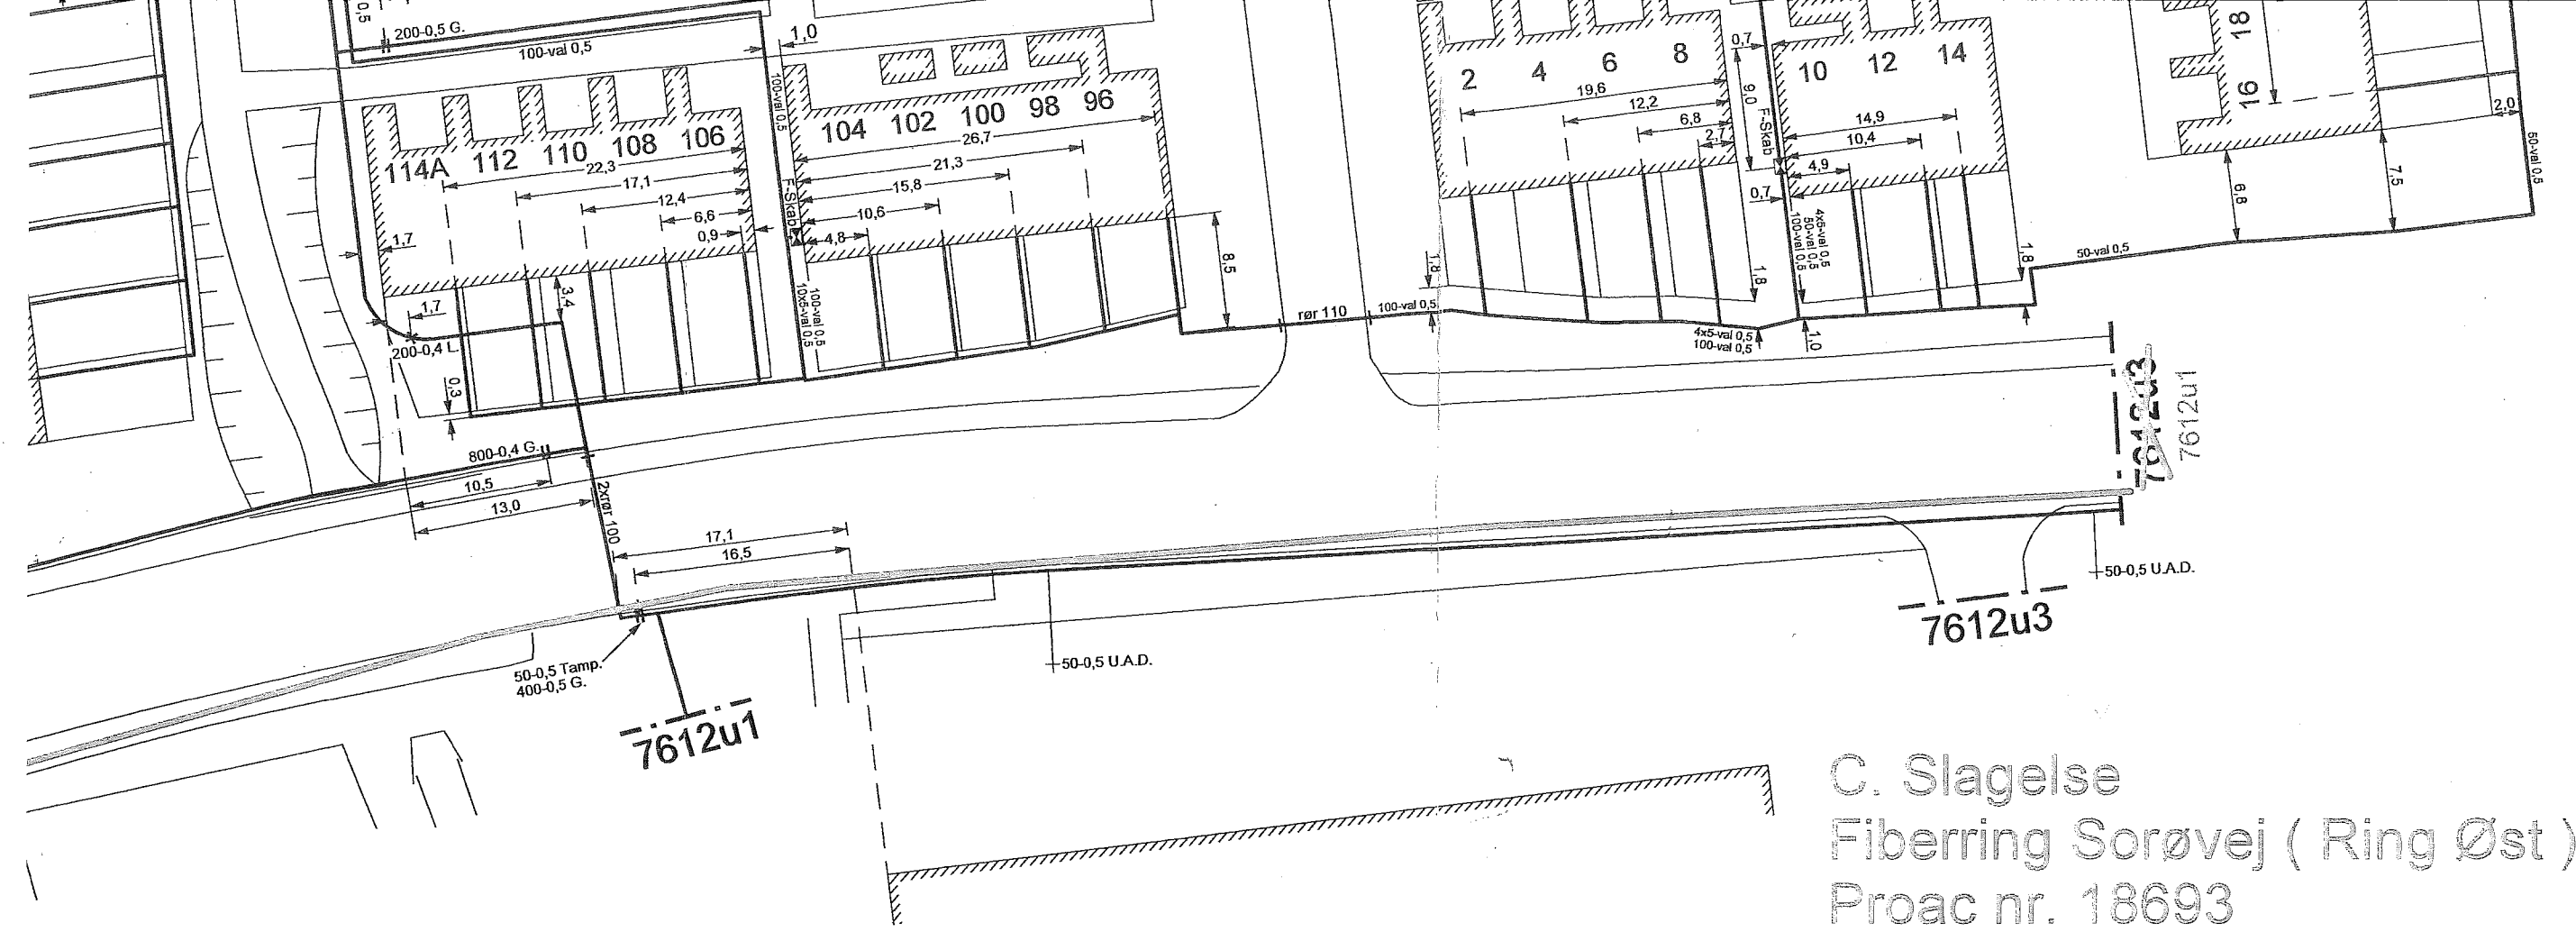 0,5
200-0,5 G.
100-val 0,5
1,0
100-val 0,5
114A
112
110
108
106
22,3
17,1
12,4
6,6
0,9
1,7
F-Skab
104
102
100
98
96
26,7
21,3
15,8
10,6
4,8
8,5
3,4
1,7
200-0,4 L.
0,3
100-val 0,5
10x5-val 0,5
rør 110
100-val 0,5
1,8
2
4
6
8
19,6
12,2
6,8
2,7
0,7
9,0
F-Skab
10
12
14
14,9
10,4
4,9
0,7
4x5-val 0,5
50-val 0,5
100-val 0,5
1,8
1,8
4x5-val 0,5
100-val 0,5
1,0
18
16
2,0
50-val 0,5
6,8
7,5
50-val 0,5
800-0,4 G.
10,5
13,0
2xrør 100
17,1
16,5
50-0,5 Tamp.
400-0,5 G.
7612u1
50-0,5 U.A.D.
7612u3
7612u1
50-0,5 U.A.D.
7612u3
C. Slagelse
Fiberring Sorøvej ( Ring Øst )
Proac nr. 18693